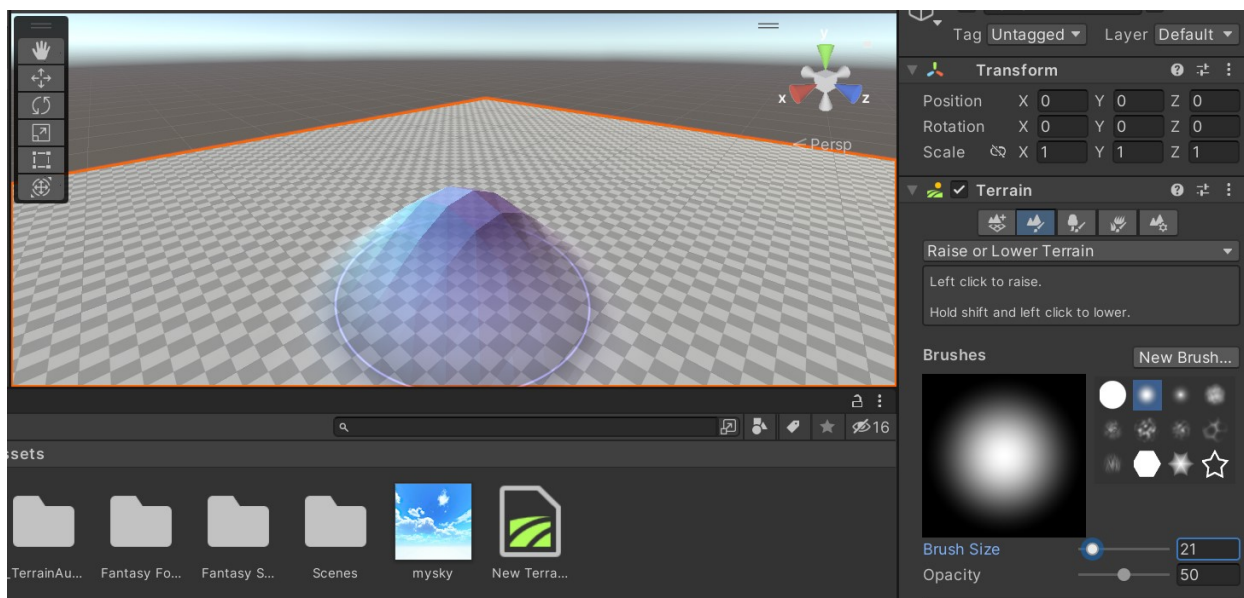 Tag Untagged Layer Default
Transform
Position X 0 Y 0 Z 0
Rotation X 0 Y 0 Z 0
Scale X 1 Y 1 Z 1
Terrain
Raise or Lower Terrain
Left click to raise.
Hold shift and left click to lower.
Brushes New Brush...
Brush Size 21
Opacity 50
y
x z
Persp
16
ssets
_TerrainAu... Fantasy Fo... Fantasy S... Scenes mysky New Terra...